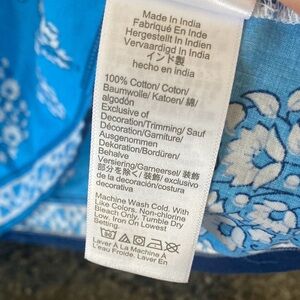 Made In India
Fabriqué En Inde
Hergestellt In Indien
Vervaardigd In India
インド製
hecho en india
100% Cotton/ Coton/
Baumwolle/ Katoen/ 綿/
algodón
Exclusive of
Decoration/Trimming/ Sauf
Décoration/Garniture/
Ausgenommen
Dekoration/Bordüren/
Behalve
Versiering/Garneersel/ 装飾
部分を除く/ 装飾/ exclusivo
de la decoración/costura
decorativa
Machine Wash Cold. With
Like Colors. Non-chlorine
Bleach Only. Tumble Dry
Low. Iron On Lowest
Setting.
Laver À La Machine À
L'eau Froide. Laver En